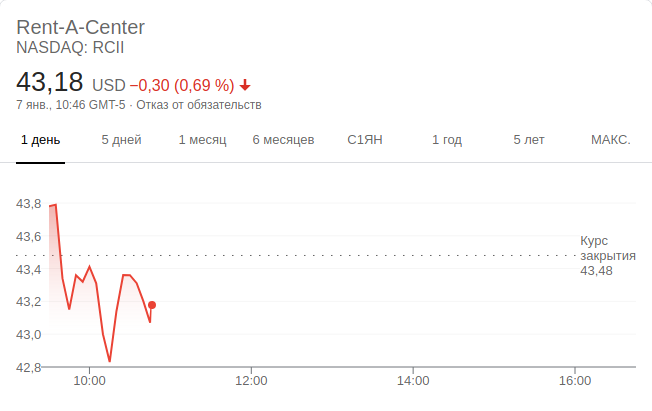 Rent-A-Center
NASDAQ: RCII
43,18 USD −0,30 (0,69 %)
7 янв., 10:46 GMT-5 · Отказ от обязательств
1 день 5 дней 1 месяц 6 месяцев С1ЯН 1 год 5 лет МАКС.
43,8
43,6
43,4
43,2
43,0
42,8
Курс
закрытия
43,48
10:00 12:00 14:00 16:00